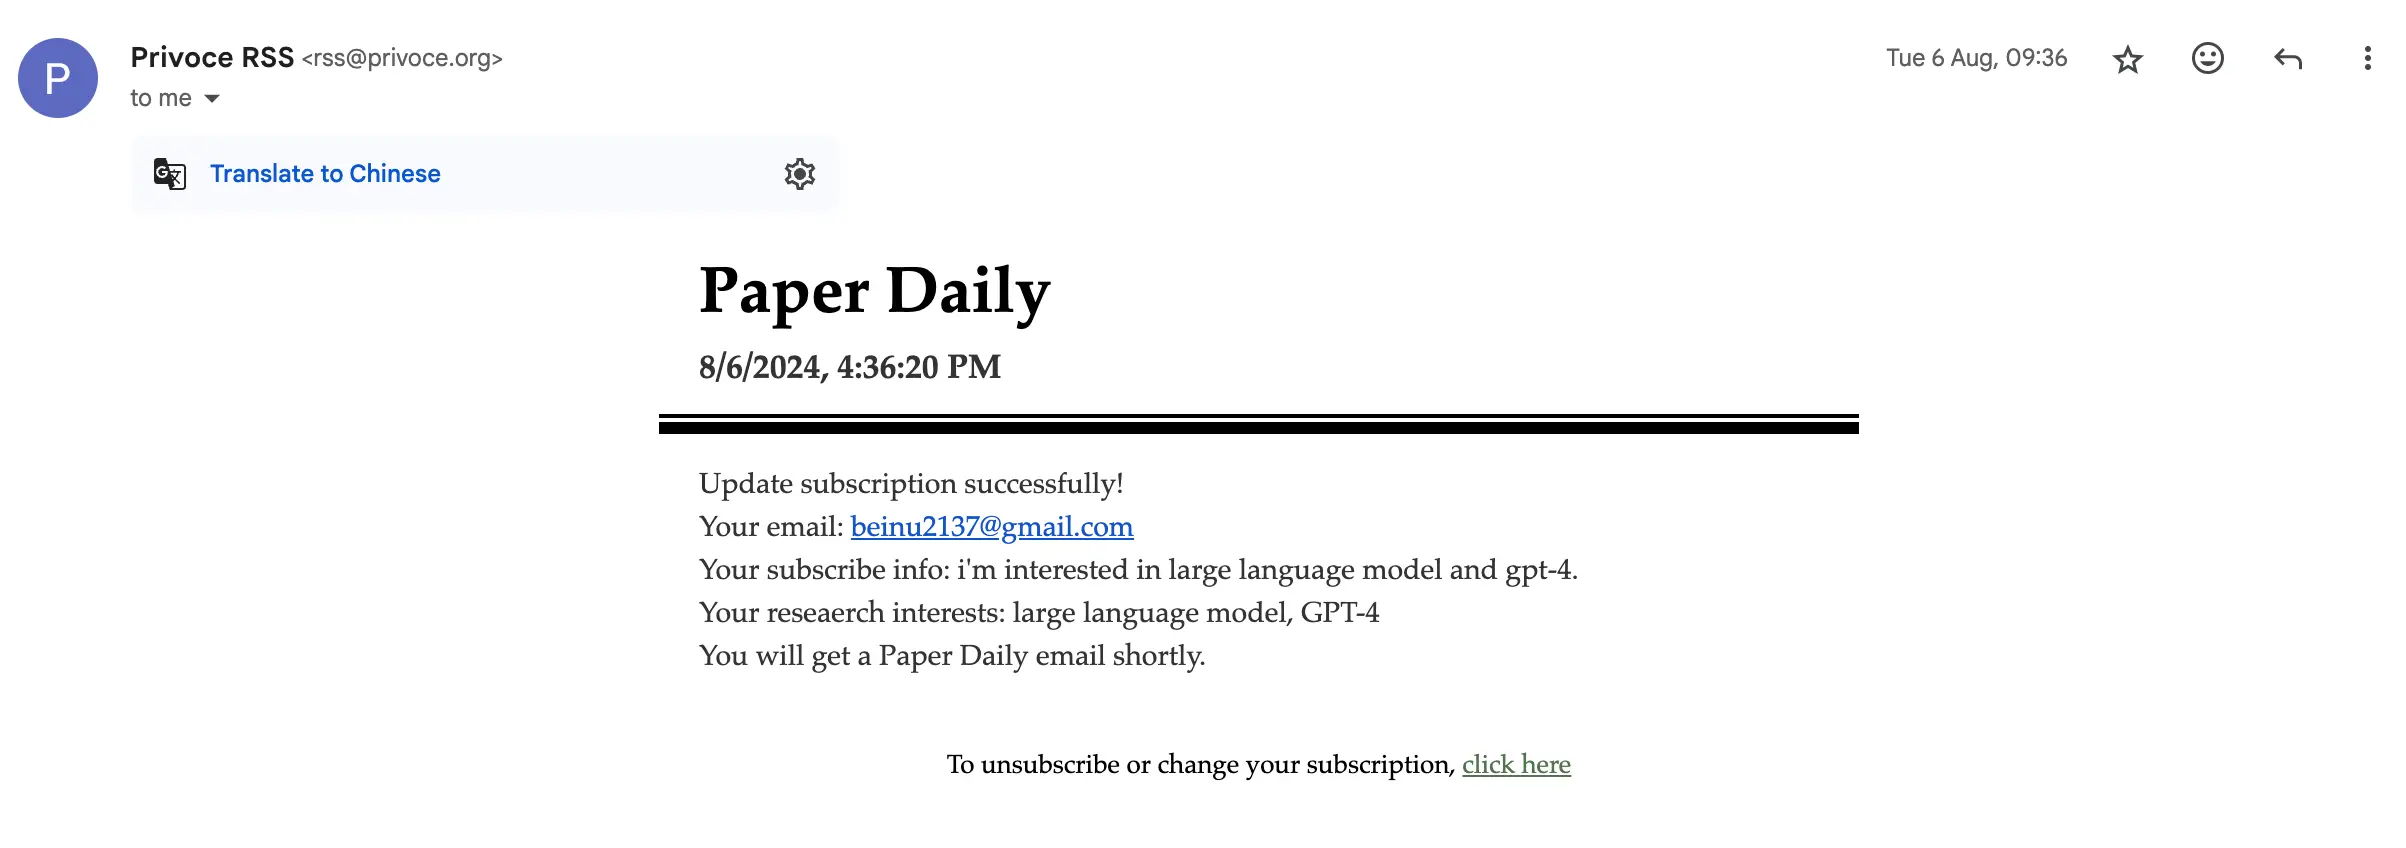 P
Privoce RSS <rss@privoce.org>
Tue 6 Aug, 09:36
to me
G 文
Translate to Chinese
Paper Daily
8/6/2024, 4:36:20 PM
Update subscription successfully!
Your email: beinu2137@gmail.com
Your subscribe info: i'm interested in large language model and gpt-4.
Your reseaerch interests: large language model, GPT-4
You will get a Paper Daily email shortly.
To unsubscribe or change your subscription, click here